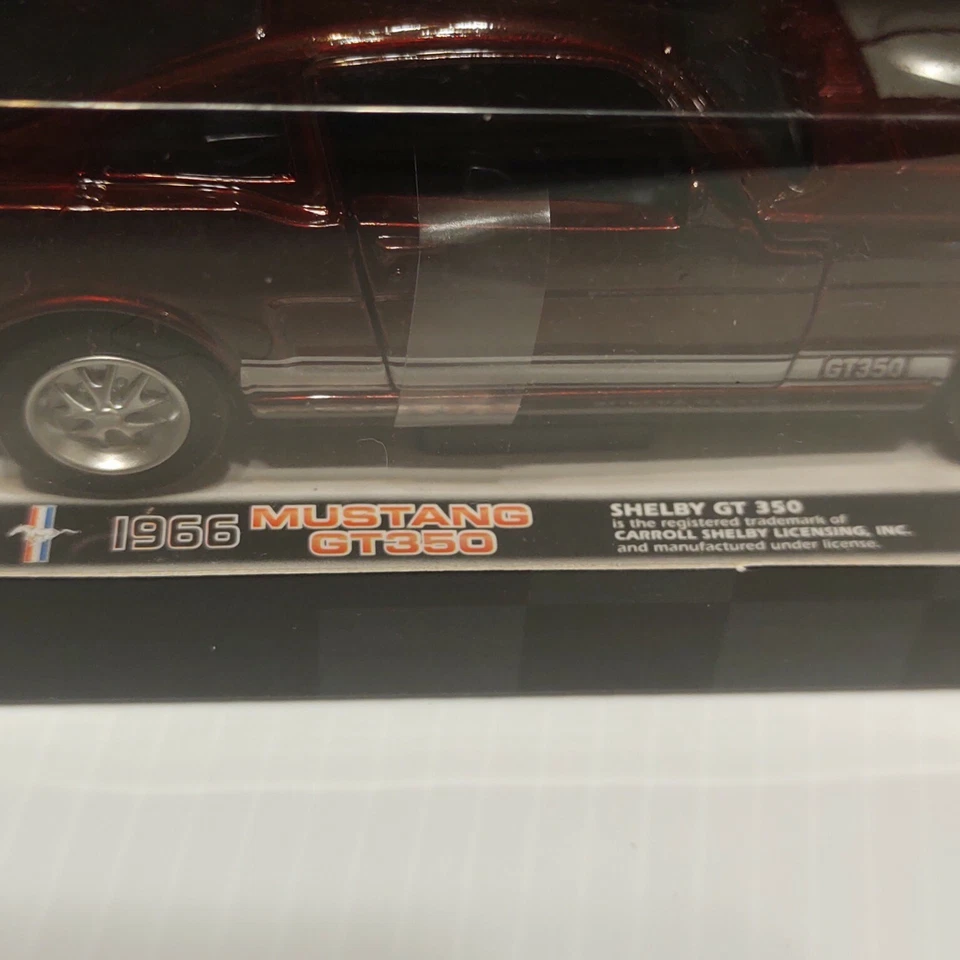 GT350
1966 MUSTANG
GT350
SHELBY GT 350
is the registered trademark of
CARROLL SHELBY LICENSING, INC.
and manufactured under license.